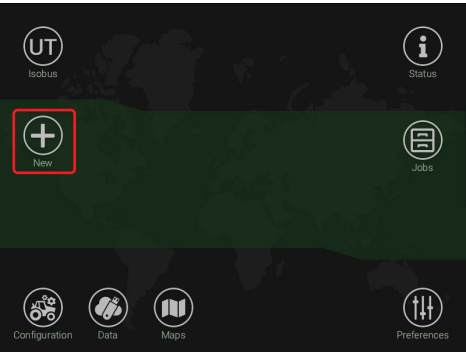 UT
Isobus
Status
New
Jobs
Configuration
Data
Maps
Preferences